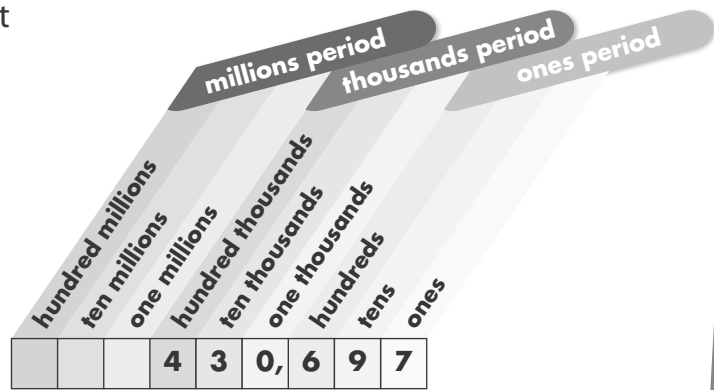 t
millions period
thousands period
ones period
hundred millions
ten millions
one millions
hundred thousands
ten thousands
one thousands
hundreds
tens
ones
4 3 0, 6 9 7